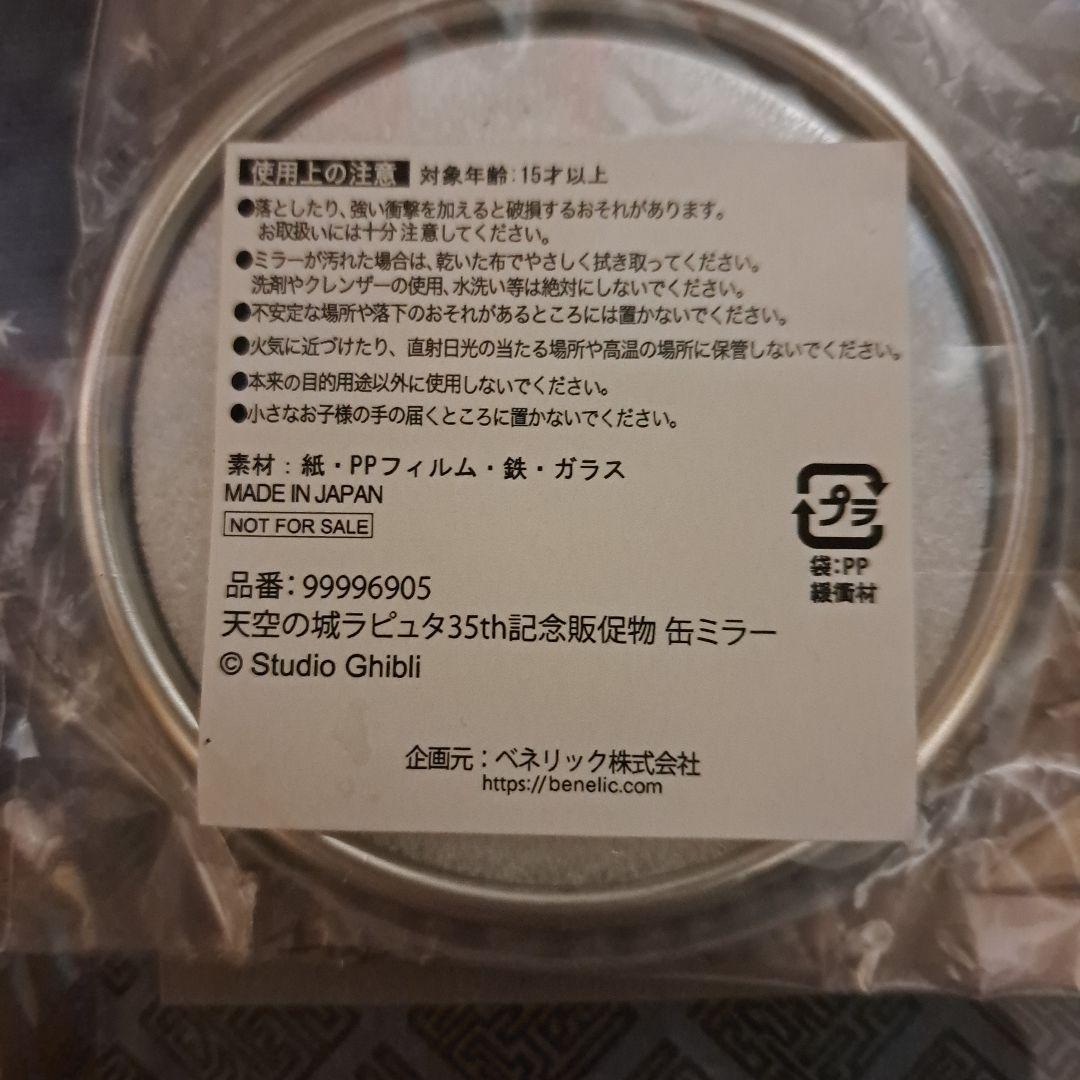 使用上の注意 対象年齢:15才以上
●落としたり、強い衝撃を加えると破損するおそれがあります。
お取扱いには十分注意してください。
●ミラーが汚れた場合は、乾いた布でやさしく拭き取ってください。
洗剤やクレンザーの使用、水洗い等は絶対にしないでください。
●不安定な場所や落下のおそれがあるところには置かないでください。
●火気に近づけたり、直射日光の当たる場所や高温の場所に保管しないでください。
●本来の目的用途以外に使用しないでください。
●小さなお子様の手の届くところに置かないでください。
素材：紙・PPフィルム・鉄・ガラス
MADE IN JAPAN
NOT FOR SALE
プラ
袋:PP
緩衝材
品番：99996905
天空の城ラピュタ35th記念販促物 缶ミラー
© Studio Ghibli
企画元：ベネリック株式会社
https://benelic.com